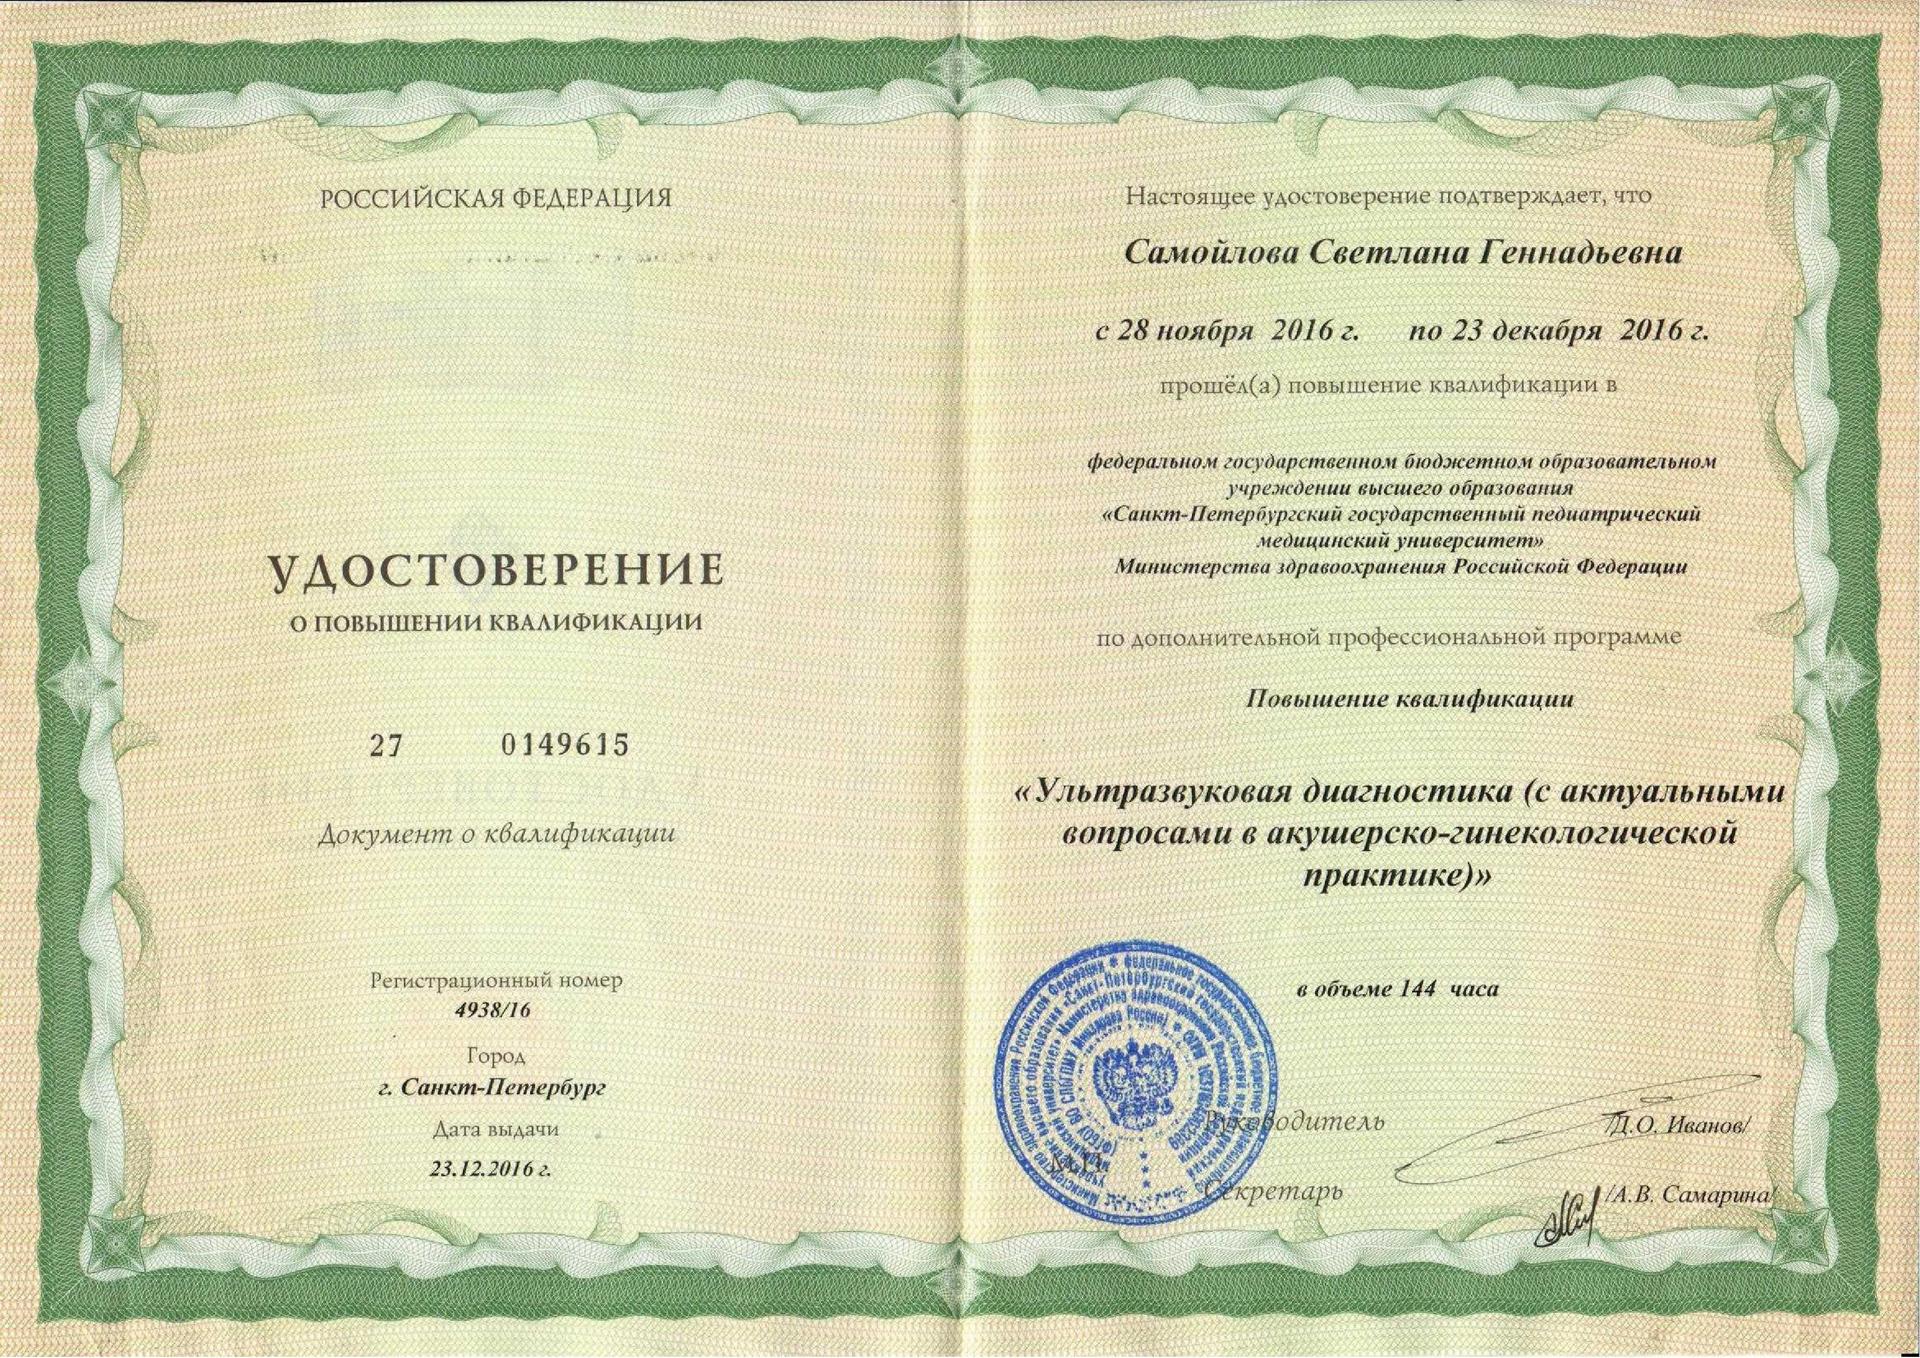 РОССИЙСКАЯ ФЕДЕРАЦИЯ
УДОСТОВЕРЕНИЕ
О ПОВЫШЕНИИ КВАЛИФИКАЦИИ
27 0149615
Документ о квалификации
Регистрационный номер
4938/16
Город
г. Санкт-Петербург
Дата выдачи
23.12.2016 г.
Настоящее удостоверение подтверждает, что
Самойлова Светлана Геннадьевна
с 28 ноября 2016 г. по 23 декабря 2016 г.
прошёл(а) повышение квалификации в
федеральном государственном бюджетном образовательном
учреждении высшего образования
«Санкт-Петербургский государственный педиатрический
медицинский университет»
Министерства здравоохранения Российской Федерации
по дополнительной профессиональной программе
Повышение квалификации
«Ультразвуковая диагностика (с актуальными
вопросами в акушерско-гинекологической
практике)»
в объеме 144 часа
Руководитель /Д.О. Иванов/
М.П.
Секретарь /А.В. Самарина/